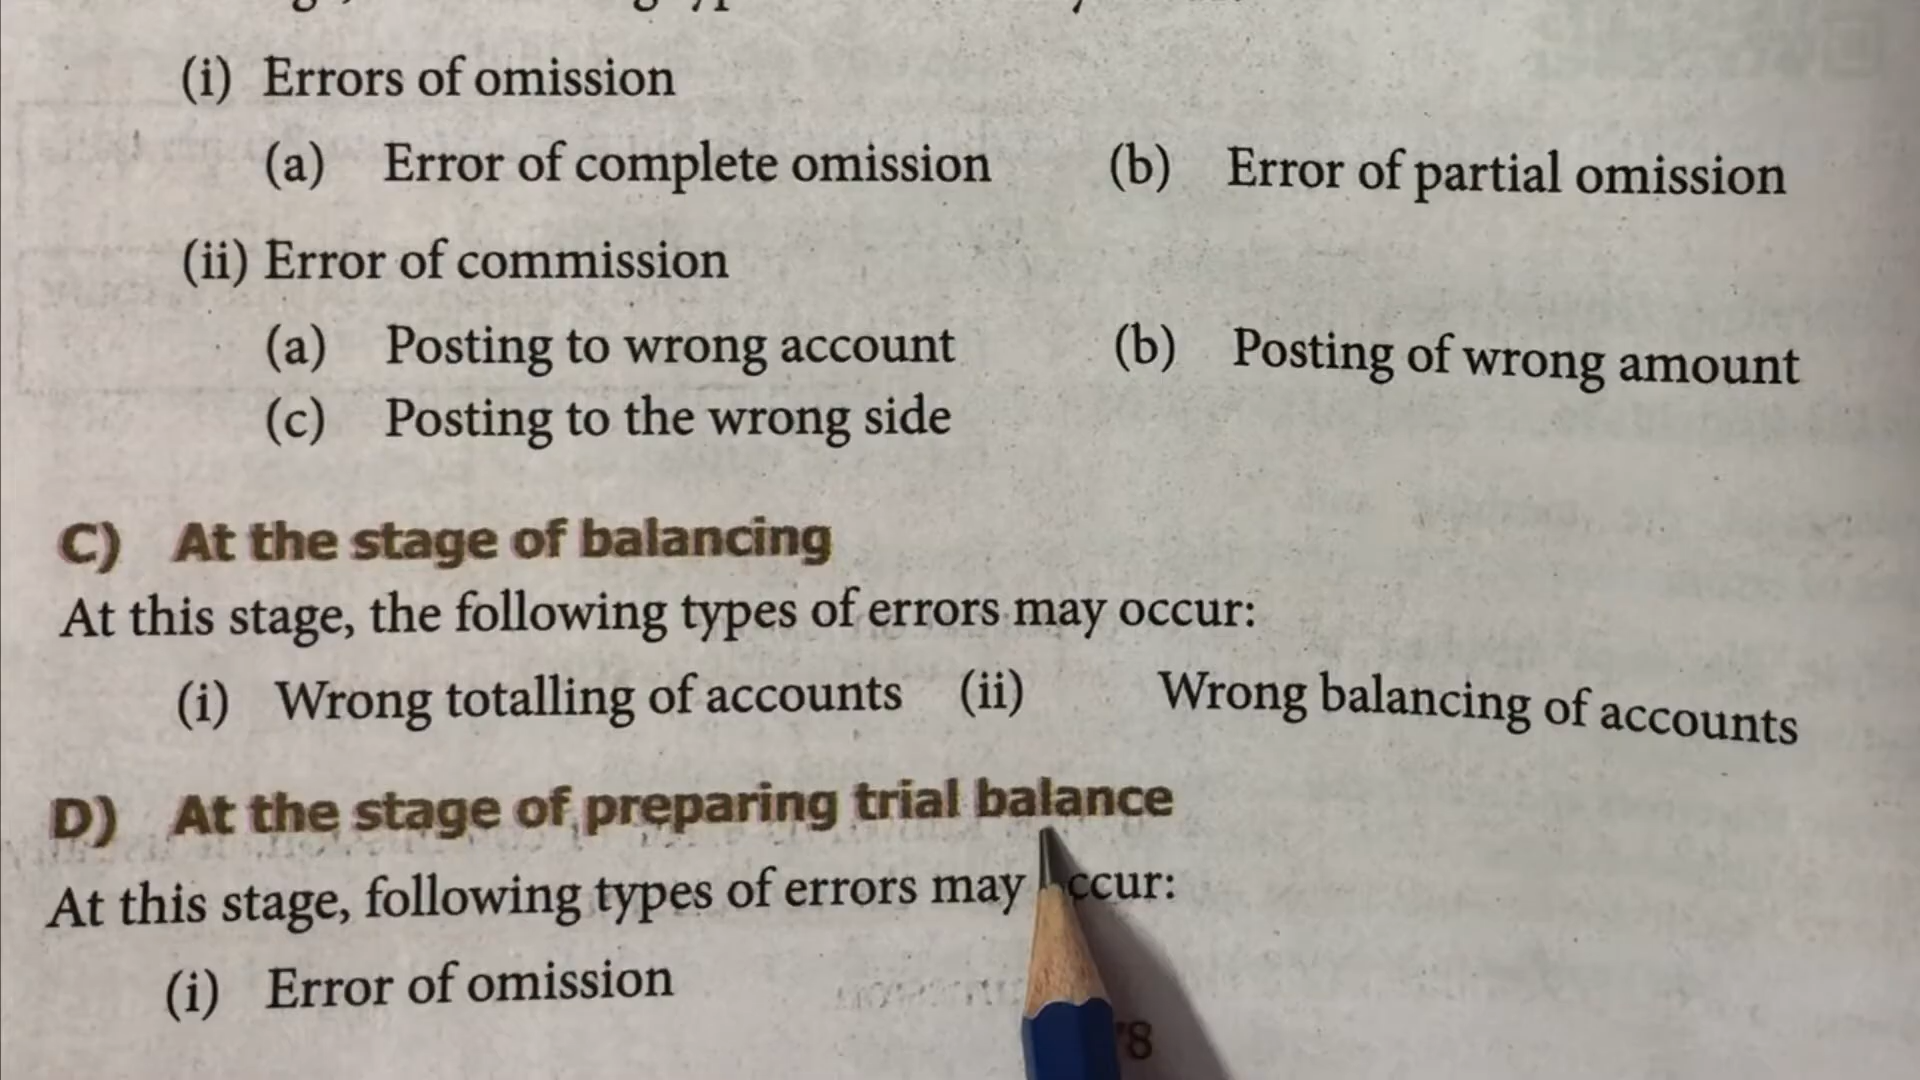 (i) Errors of omission
(a) Error of complete omission (b) Error of partial omission
(ii) Error of commission
(a) Posting to wrong account (b) Posting of wrong amount
(c) Posting to the wrong side
C) At the stage of balancing
At this stage, the following types of errors may occur:
(i) Wrong totalling of accounts (ii) Wrong balancing of accounts
D) At the stage of preparing trial balance
At this stage, following types of errors may occur:
(i) Error of omission